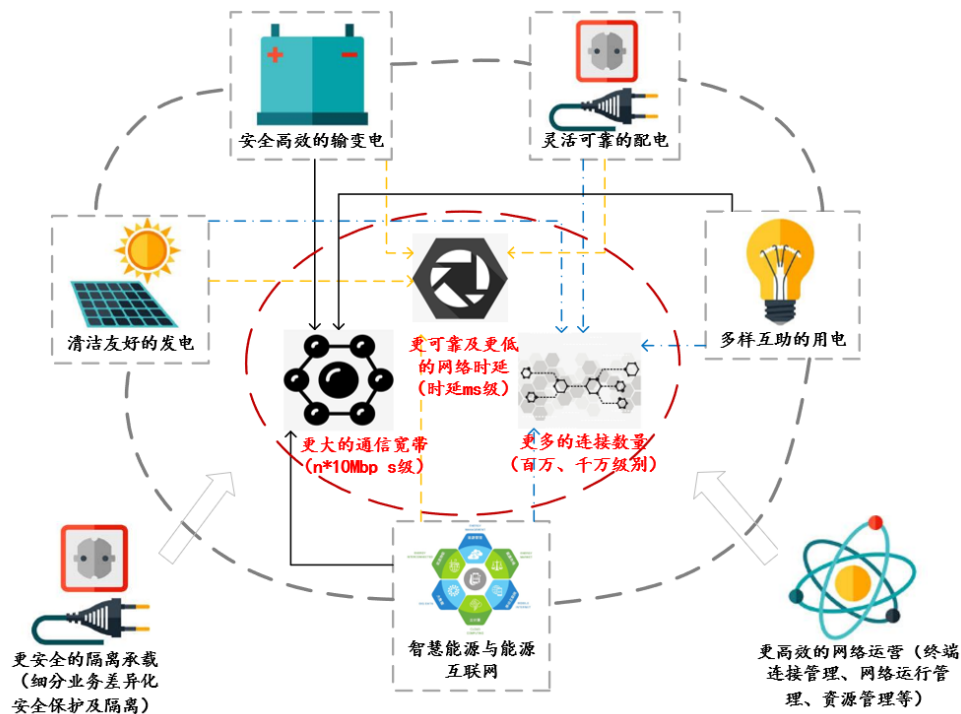 安全高效的输变电
灵活可靠的配电
清洁友好的发电
多样互助的用电
更可靠及更低
的网络时延
（时延ms级）
更大的通信宽带
（n*10Mbp s级）
更多的连接数量
（百万、千万级别）
智慧能源与能源
互联网
更安全的隔离承载
（细分业务差异化
安全保护及隔离）
更高效的网络运营（终端
连接管理、网络运行管
理、资源管理等）